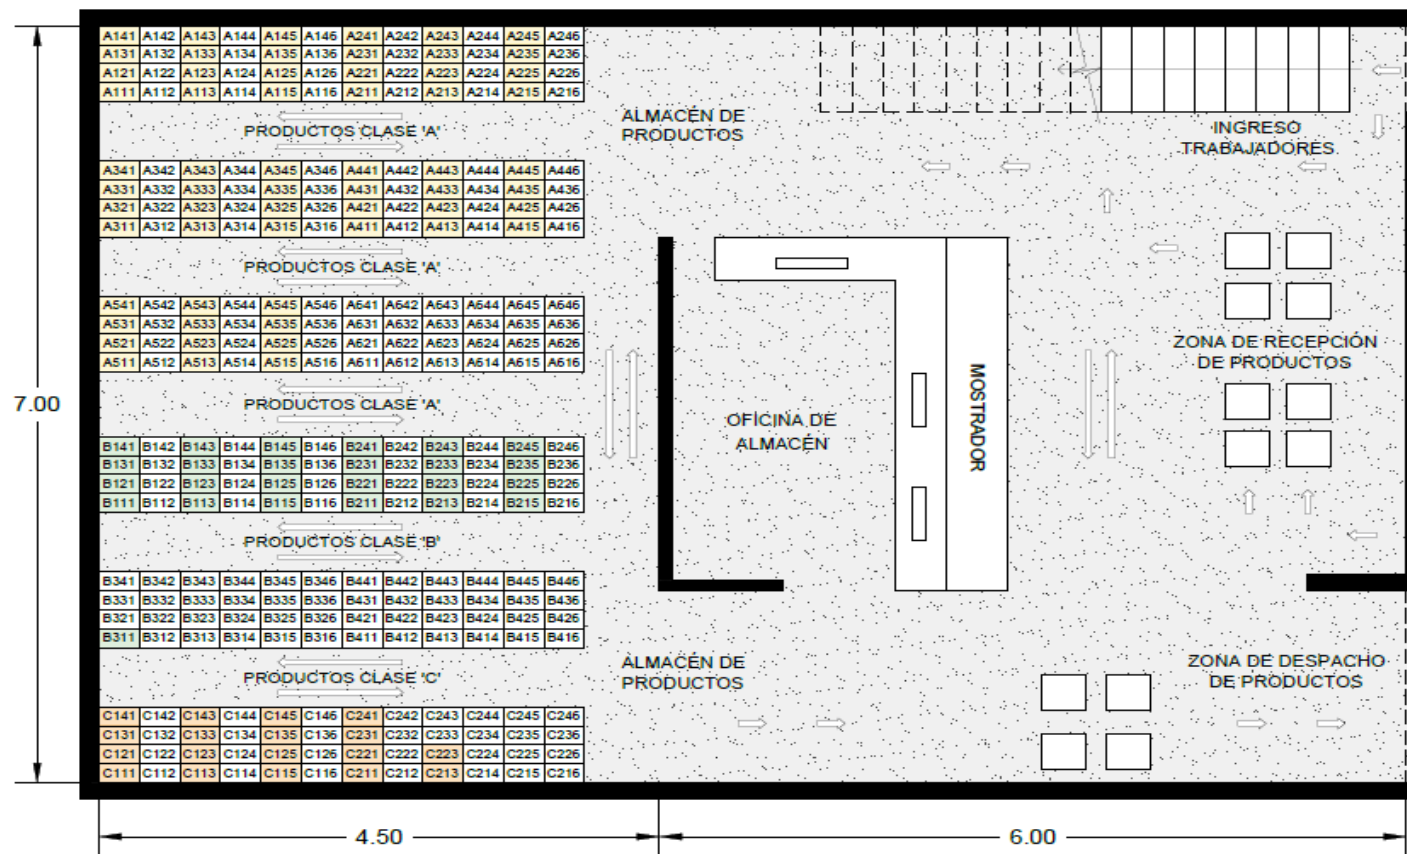 A141 A142 A143 A144 A145 A146 A241 A242 A243 A244 A245 A246
A131 A132 A133 A134 A135 A136 A231 A232 A233 A234 A235 A236
A121 A122 A123 A124 A125 A126 A221 A222 A223 A224 A225 A226
A111 A112 A113 A114 A115 A116 A211 A212 A213 A214 A215 A216
PRODUCTOS CLASE 'A'
A341 A342 A343 A344 A345 A346 A441 A442 A443 A444 A445 A446
A331 A332 A333 A334 A335 A336 A431 A432 A433 A434 A435 A436
A321 A322 A323 A324 A325 A326 A421 A422 A423 A424 A425 A426
A311 A312 A313 A314 A315 A316 A411 A412 A413 A414 A415 A416
PRODUCTOS CLASE 'A'
A541 A542 A543 A544 A545 A546 A641 A642 A643 A644 A645 A646
A531 A532 A533 A534 A535 A536 A631 A632 A633 A634 A635 A636
A521 A522 A523 A524 A525 A526 A621 A622 A623 A624 A625 A626
A511 A512 A513 A514 A515 A516 A611 A612 A613 A614 A615 A616
PRODUCTOS CLASE 'A'
B141 B142 B143 B144 B145 B146 B241 B242 B243 B244 B245 B246
B131 B132 B133 B134 B135 B136 B231 B232 B233 B234 B235 B236
B121 B122 B123 B124 B125 B126 B221 B222 B223 B224 B225 B226
B111 B112 B113 B114 B115 B116 B211 B212 B213 B214 B215 B216
PRODUCTOS CLASE 'B'
B341 B342 B343 B344 B345 B346 B441 B442 B443 B444 B445 B446
B331 B332 B333 B334 B335 B336 B431 B432 B433 B434 B435 B436
B321 B322 B323 B324 B325 B326 B421 B422 B423 B424 B425 B426
B311 B312 B313 B314 B315 B316 B411 B412 B413 B414 B415 B416
PRODUCTOS CLASE 'C'
C141 C142 C143 C144 C145 C146 C241 C242 C243 C244 C245 C246
C131 C132 C133 C134 C135 C136 C231 C232 C233 C234 C235 C236
C121 C122 C123 C124 C125 C126 C221 C222 C223 C224 C225 C226
C111 C112 C113 C114 C115 C116 C211 C212 C213 C214 C215 C216
ALMACÉN DE
PRODUCTOS
INGRESO
TRABAJADORES
ZONA DE RECEPCIÓN
DE PRODUCTOS
OFICINA DE
ALMACÉN
MOSTRADOR
ALMACÉN DE
PRODUCTOS
ZONA DE DESPACHO
DE PRODUCTOS
7.00
4.50
6.00